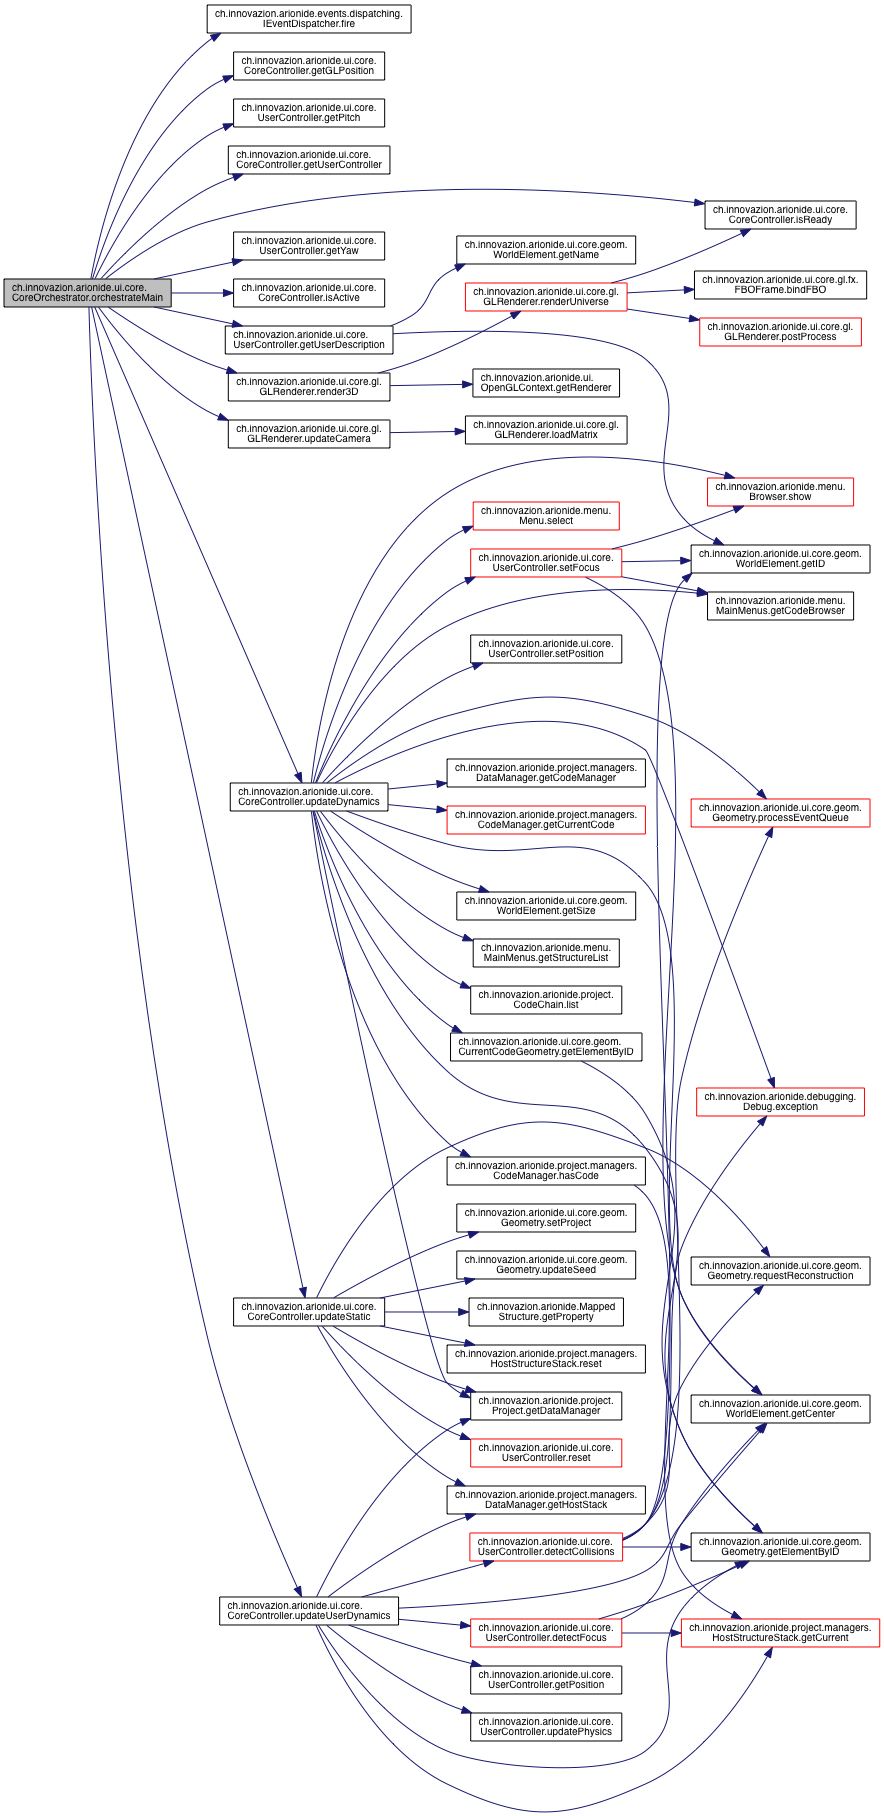 ch.innovazion.arionide.events.dispatching.
IEventDispatcher.fire
ch.innovazion.arionide.ui.core.
CoreController.getGLPosition
ch.innovazion.arionide.ui.core.
UserController.getPitch
ch.innovazion.arionide.ui.core.
CoreController.getUserController
ch.innovazion.arionide.ui.core.
CoreController.isReady
ch.innovazion.arionide.ui.core.
UserController.getYaw
ch.innovazion.arionide.ui.core.geom.
WorldElement.getName
ch.innovazion.arionide.ui.core.
CoreOrchestrator.orchestrateMain
ch.innovazion.arionide.ui.core.
CoreController.isActive
ch.innovazion.arionide.ui.core.gl.
GLRenderer.renderUniverse
ch.innovazion.arionide.ui.core.gl.fx.
FBOFrame.bindFBO
ch.innovazion.arionide.ui.core.
UserController.getUserDescription
ch.innovazion.arionide.ui.core.gl.
GLRenderer.postProcess
ch.innovazion.arionide.ui.core.gl.
GLRenderer.render3D
ch.innovazion.arionide.ui.
OpenGLContext.getRenderer
ch.innovazion.arionide.ui.core.gl.
GLRenderer.updateCamera
ch.innovazion.arionide.ui.core.gl.
GLRenderer.loadMatrix
ch.innovazion.arionide.menu.
Browser.show
ch.innovazion.arionide.menu.
Menu.select
ch.innovazion.arionide.ui.core.
UserController.setFocus
ch.innovazion.arionide.ui.core.geom.
WorldElement.getID
ch.innovazion.arionide.menu.
MainMenus.getCodeBrowser
ch.innovazion.arionide.ui.core.
UserController.setPosition
ch.innovazion.arionide.project.managers.
DataManager.getCodeManager
ch.innovazion.arionide.ui.core.
CoreController.updateDynamics
ch.innovazion.arionide.project.managers.
CodeManager.getCurrentCode
ch.innovazion.arionide.ui.core.geom.
Geometry.processEventQueue
ch.innovazion.arionide.ui.core.geom.
WorldElement.getSize
ch.innovazion.arionide.menu.
MainMenus.getStructureList
ch.innovazion.arionide.project.
CodeChain.list
ch.innovazion.arionide.ui.core.geom.
CurrentCodeGeometry.getElementByID
ch.innovazion.arionide.debugging.
Debug.exception
ch.innovazion.arionide.project.managers.
CodeManager.hasCode
ch.innovazion.arionide.ui.core.geom.
Geometry.setProject
ch.innovazion.arionide.ui.core.geom.
Geometry.updateSeed
ch.innovazion.arionide.ui.core.geom.
Geometry.requestReconstruction
ch.innovazion.arionide.ui.core.
CoreController.updateStatic
ch.innovazion.arionide.Mapped
Structure.getProperty
ch.innovazion.arionide.project.managers.
HostStructureStack.reset
ch.innovazion.arionide.project.
Project.getDataManager
ch.innovazion.arionide.ui.core.geom.
WorldElement.getCenter
ch.innovazion.arionide.ui.core.
UserController.reset
ch.innovazion.arionide.project.managers.
DataManager.getHostStack
ch.innovazion.arionide.ui.core.
UserController.detectCollisions
ch.innovazion.arionide.ui.core.geom.
Geometry.getElementByID
ch.innovazion.arionide.ui.core.
CoreController.updateUserDynamics
ch.innovazion.arionide.ui.core.
UserController.detectFocus
ch.innovazion.arionide.project.managers.
HostStructureStack.getCurrent
ch.innovazion.arionide.ui.core.
UserController.getPosition
ch.innovazion.arionide.ui.core.
UserController.updatePhysics